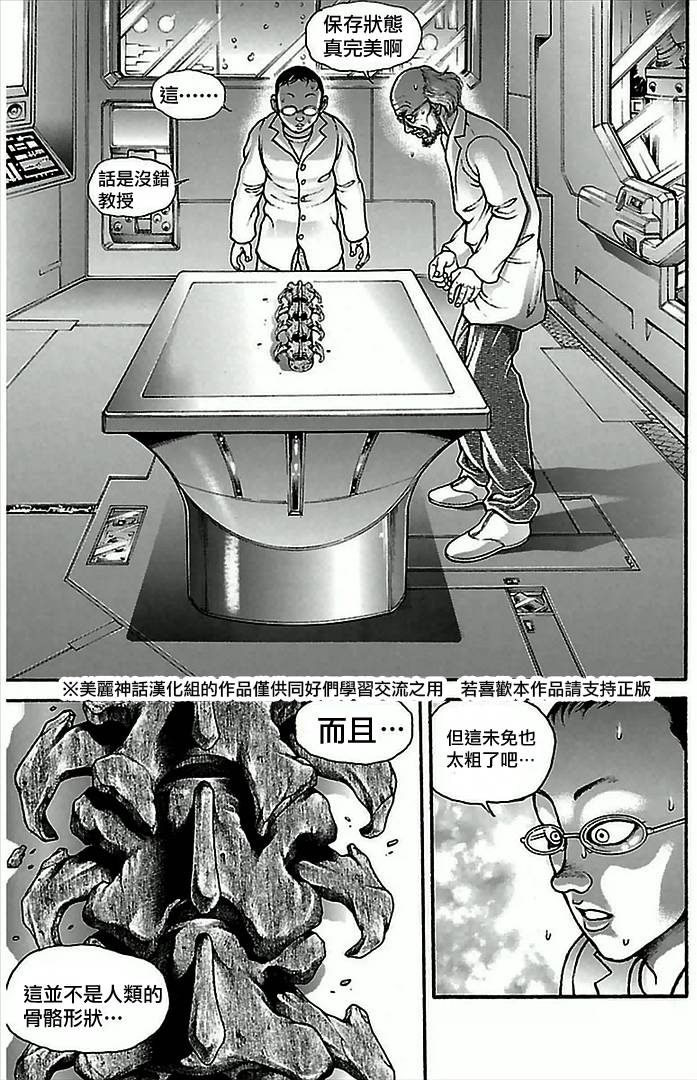 保存狀態
真完美啊
這⋯⋯
話是沒錯
教授
※美麗神話漢化組的作品僅供同好們學習交流之用　若喜歡本作品請支持正版
但這未免也
太粗了吧…
而且…
這並不是人類的
骨骼形狀…